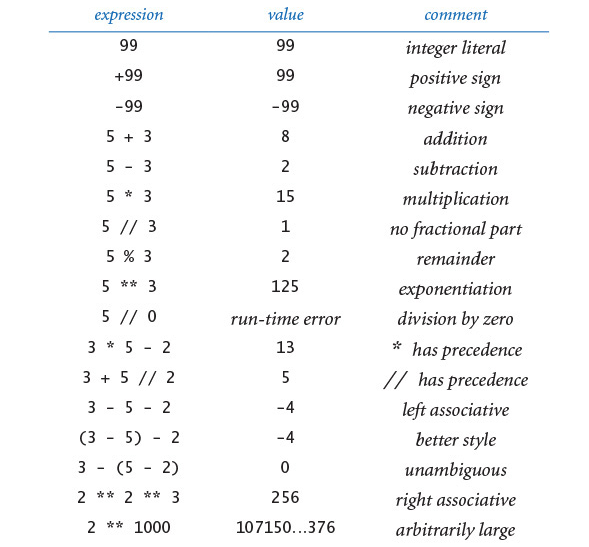 expression value comment
99 99 integer literal
+99 99 positive sign
-99 -99 negative sign
5 + 3 8 addition
5 - 3 2 subtraction
5 * 3 15 multiplication
5 // 3 1 no fractional part
5 % 3 2 remainder
5 ** 3 125 exponentiation
5 // 0 run-time error division by zero
3 * 5 - 2 13 * has precedence
3 + 5 // 2 5 // has precedence
3 - 5 - 2 -4 left associative
(3 - 5) - 2 -4 better style
3 - (5 - 2) 0 unambiguous
2 ** 2 ** 3 256 right associative
2 ** 1000 107150...376 arbitrarily large